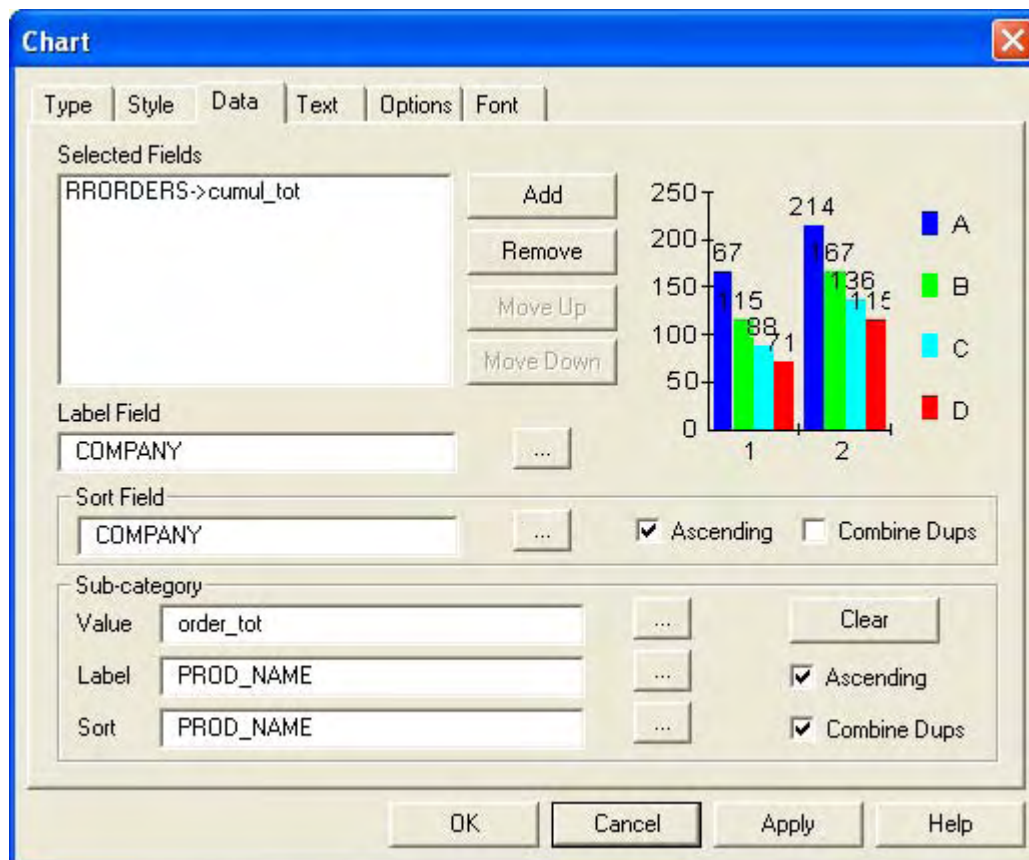 Chart
Type Style Data Text Options Font
Selected Fields
RRORDERS->cumul_tot
Add
Remove
Move Up
Move Down
250
200
150
100
50
0
214
67
167
115
136
88
115
71
1 2
A
B
C
D
Label Field
COMPANY
...
Sort Field
COMPANY
...
Ascending
Combine Dups
Sub-category
Value order_tot ... Clear
Label PROD_NAME ... Ascending
Sort PROD_NAME ... Combine Dups
OK Cancel Apply Help